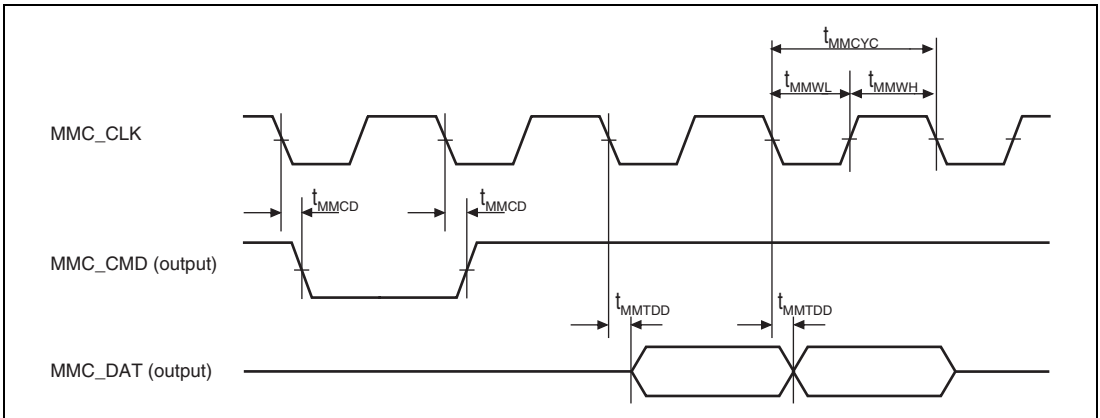 tMMCYC
tMMWL tMMWH
MMC_CLK
tMMCD tMMCD
MMC_CMD (output)
tMMTDD tMMTDD
MMC_DAT (output)